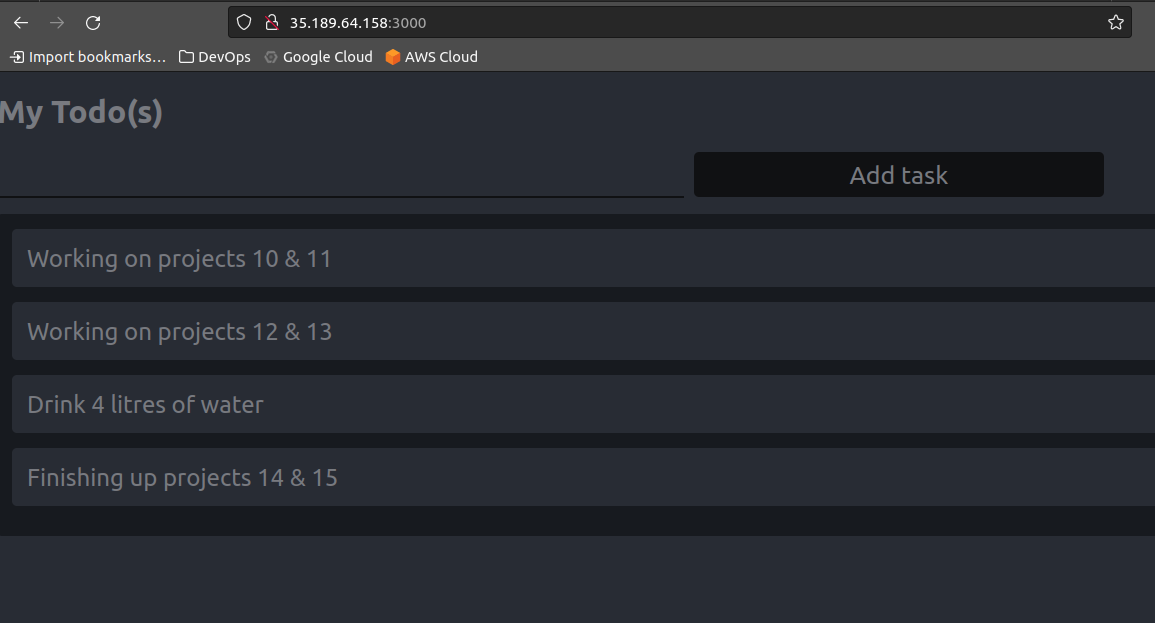 35.189.64.158:3000
Import bookmarks… DevOps Google Cloud AWS Cloud
My Todo(s)
Add task
Working on projects 10 & 11
Working on projects 12 & 13
Drink 4 litres of water
Finishing up projects 14 & 15